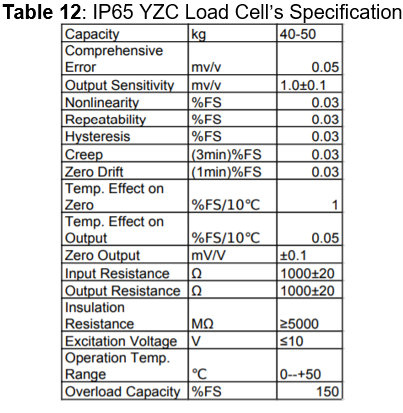 Table 12: IP65 YZC Load Cell's Specification
Capacity kg 40-50
Comprehensive
Error mv/v 0.05
Output Sensitivity mv/v 1.0±0.1
Nonlinearity %FS 0.03
Repeatability %FS 0.03
Hysteresis %FS 0.03
Creep (3min)%FS 0.03
Zero Drift (1min)%FS 0.03
Temp. Effect on
Zero %FS/10℃ 1
Temp. Effect on
Output %FS/10℃ 0.05
Zero Output mV/V ±0.1
Input Resistance Ω 1000±20
Output Resistance Ω 1000±20
Insulation
Resistance MΩ ≥5000
Excitation Voltage V ≤10
Operation Temp.
Range ℃ 0--+50
Overload Capacity %FS 150